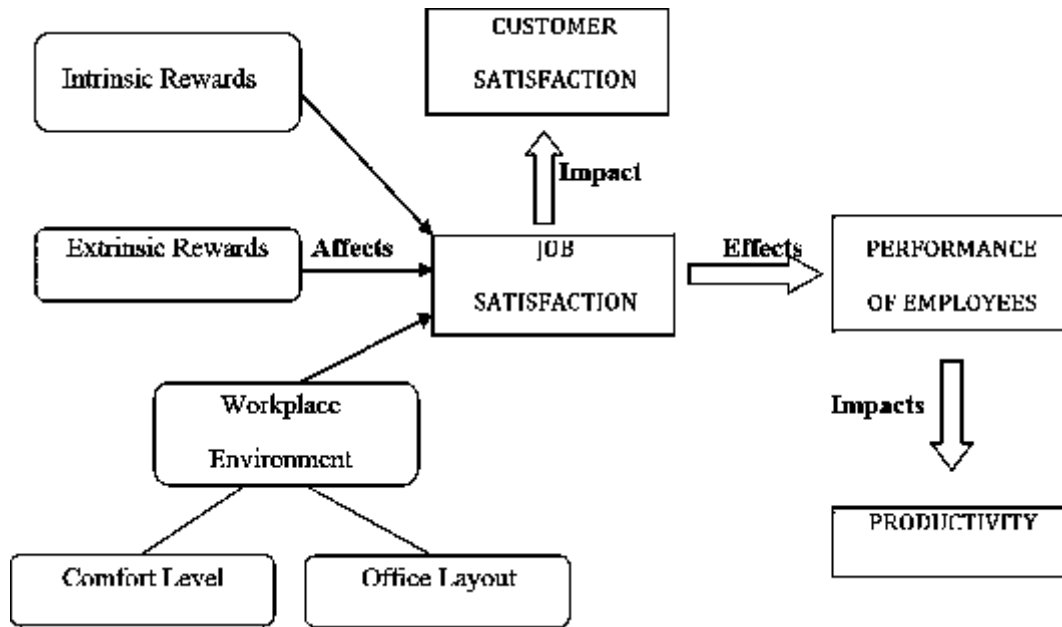 CUSTOMER
SATISFACTION
Intrinsic Rewards
Impact
Extrinsic Rewards
Affects
JOB
SATISFACTION
Effects
PERFORMANCE
OF EMPLOYEES
Workplace
Environment
Impacts
Comfort Level
Office Layout
PRODUCTIVITY